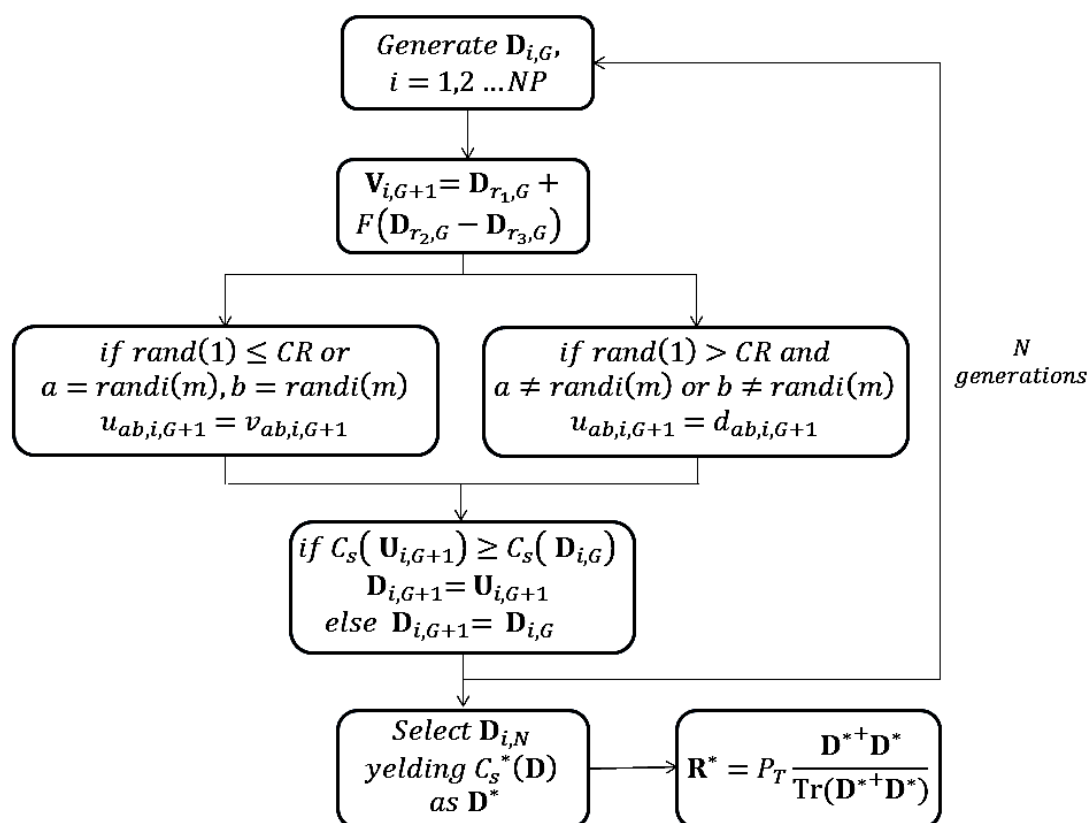 Generate D_{i,G},
i = 1,2 ... NP
V_{i,G+1} = D_{r_1,G} +
F(D_{r_2,G} − D_{r_3,G})
if rand(1) ≤ CR or
a = randi(m), b = randi(m)
u_{ab,i,G+1} = v_{ab,i,G+1}
if rand(1) > CR and
a ≠ randi(m) or b ≠ randi(m)
u_{ab,i,G+1} = d_{ab,i,G+1}
N
generations
if C_s( U_{i,G+1}) ≥ C_s( D_{i,G})
D_{i,G+1} = U_{i,G+1}
else D_{i,G+1} = D_{i,G}
Select D_{i,N}
yelding C_s^*(D)
as D^*
R^* = P_T \frac{D^{*+}D^*}{Tr(D^{*+}D^*)}